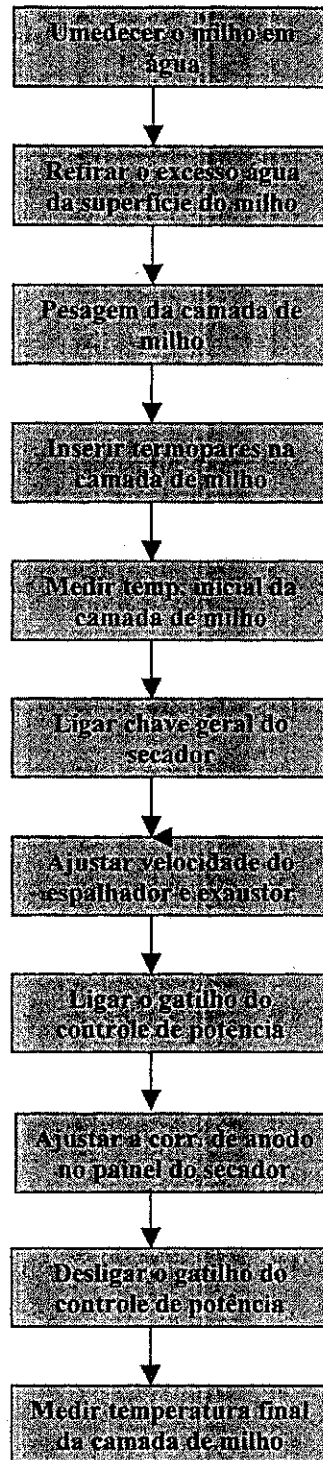 Umedecer o milho em
água
Retirar o excesso água
da superfície do milho
Pesagem da camada de
milho
Inserir termopares na
camada de milho
Medir temp. inicial da
camada de milho
Ligar chave geral do
secador
Ajustar velocidade do
espalhador e exaustor
Ligar o gatilho do
controle de potência
Ajustar a corr. de anodo
no painel do secador
Desligar o gatilho do
controle de potência
Medir temperatura final
da camada de milho